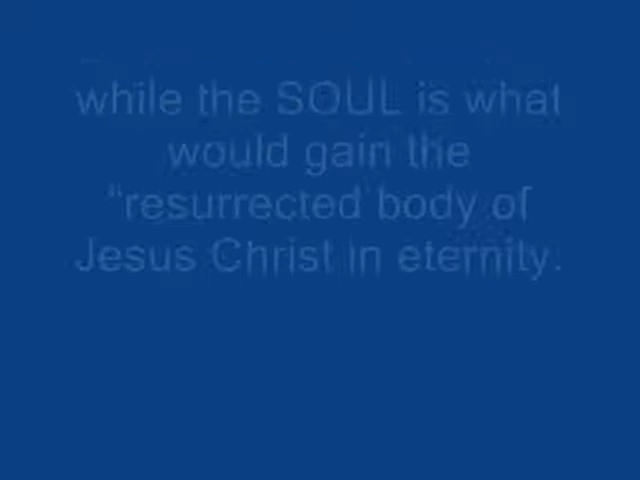 while the SOUL is what
would gain the
"resurrected body of
Jesus Christ in eternity.